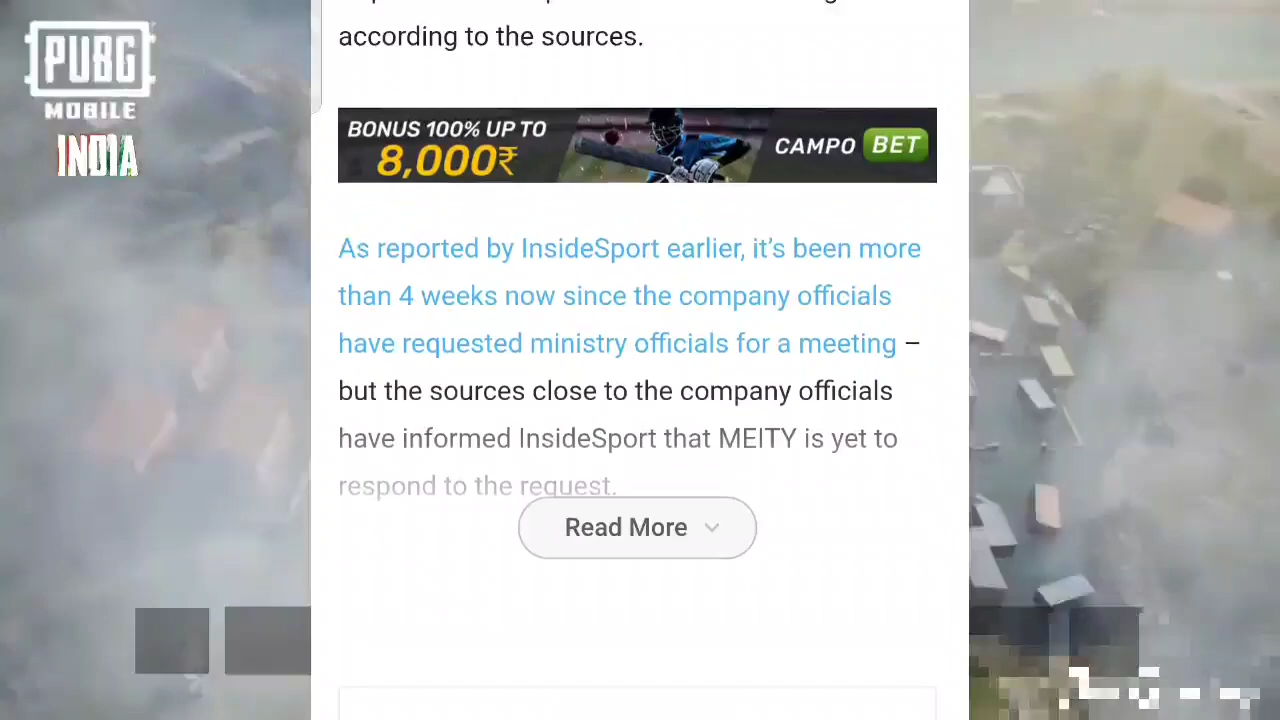 PUBG
MOBILE
INDIA
according to the sources.
BONUS 100% UP TO
8,000₹
CAMPO BET
As reported by InsideSport earlier, it's been more
than 4 weeks now since the company officials
have requested ministry officials for a meeting –
but the sources close to the company officials
have informed InsideSport that MEITY is yet to
respond to the request.
Read More